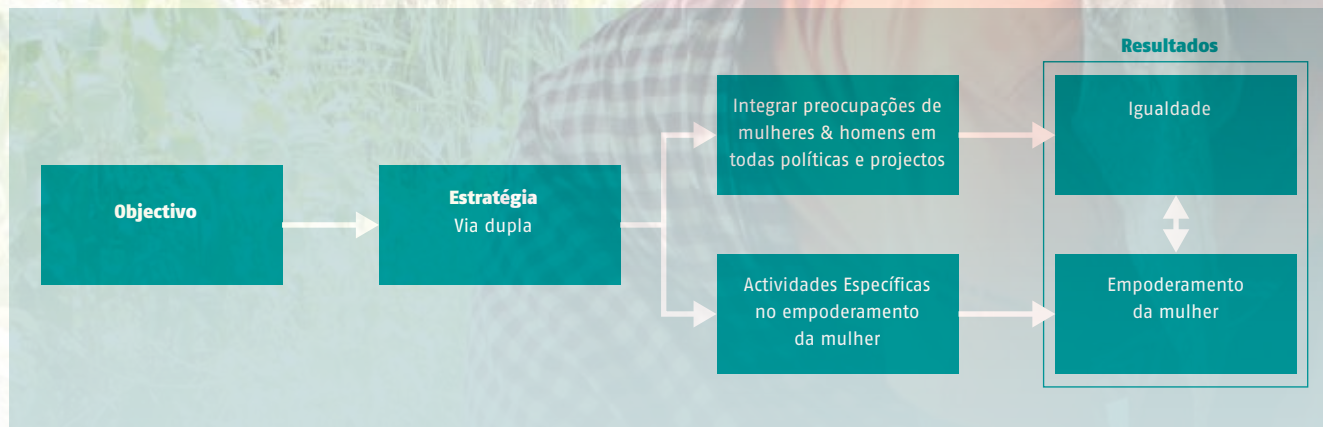 Objectivo
Estratégia
Via dupla
Integrar preocupações de
mulheres & homens em
todas políticas e projectos
Actividades Específicas
no empoderamento
da mulher
Resultados
Igualdade
Empoderamento
da mulher